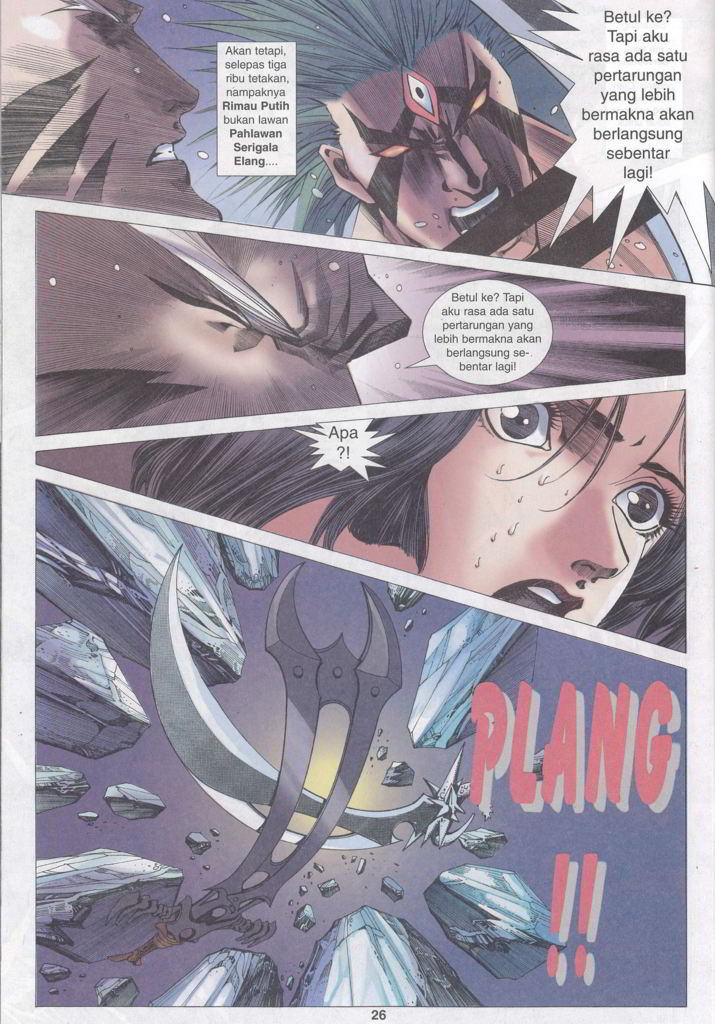 Akan tetapi,
selepas tiga
ribu tetakan,
nampaknya
Rimau Putih
bukan lawan
Pahlawan
Serigala
Elang....
Betul ke?
Tapi aku
rasa ada satu
pertarungan
yang lebih
bermakna akan
berlangsung
sebentar
lagi!
Betul ke? Tapi
aku rasa ada satu
pertarungan yang
lebih bermakna akan
berlangsung se-
bentar lagi!
Apa
?!
PLANG
!!
26